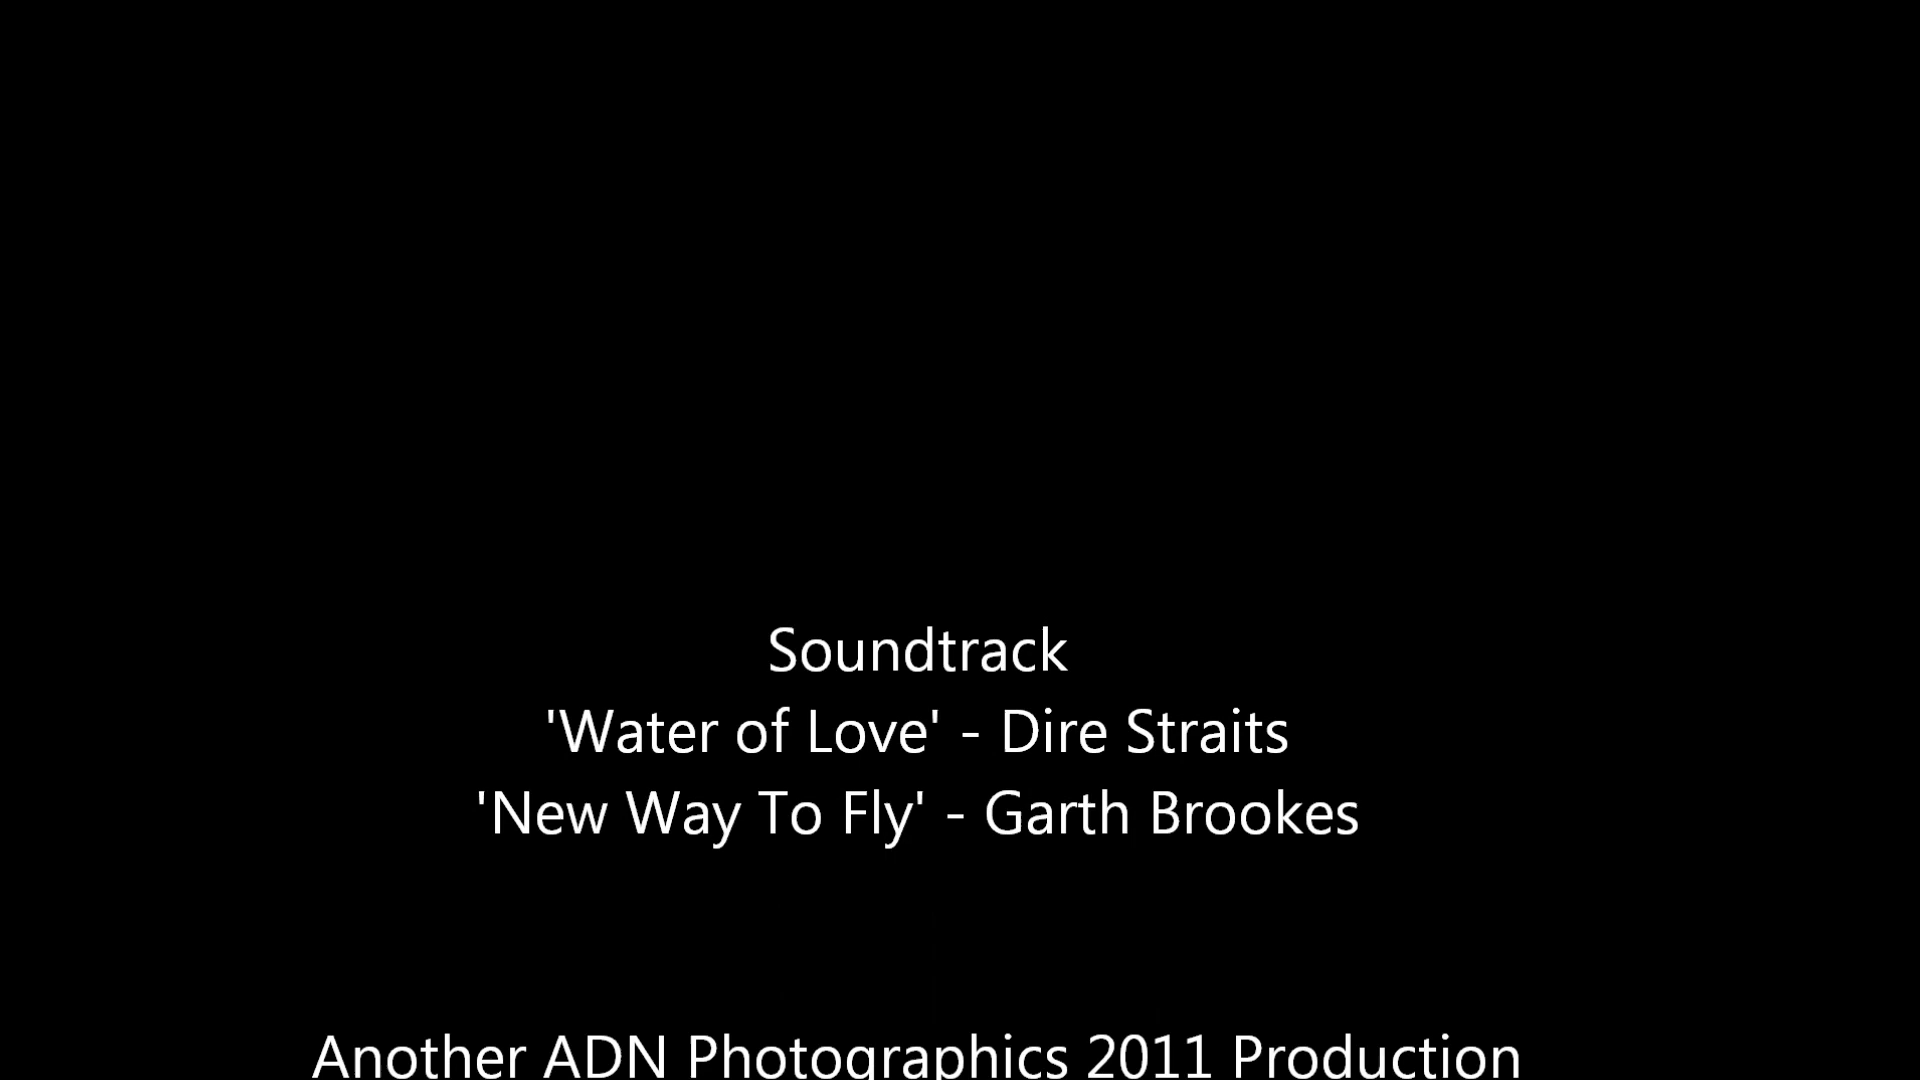 Soundtrack
'Water of Love' - Dire Straits
'New Way To Fly' - Garth Brookes
Another ADN Photographics 2011 Production